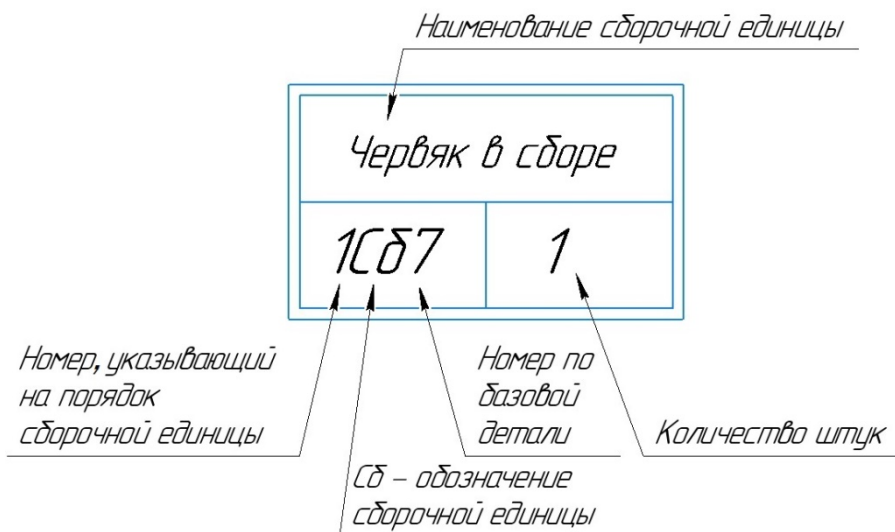 Наименование сборочной единицы
Червяк в сборе
1Сб7
1
Номер, указывающий
на порядок
сборочной единицы
Номер по
базовой
детали
Количество штук
Сб – обозначение
сборочной единицы